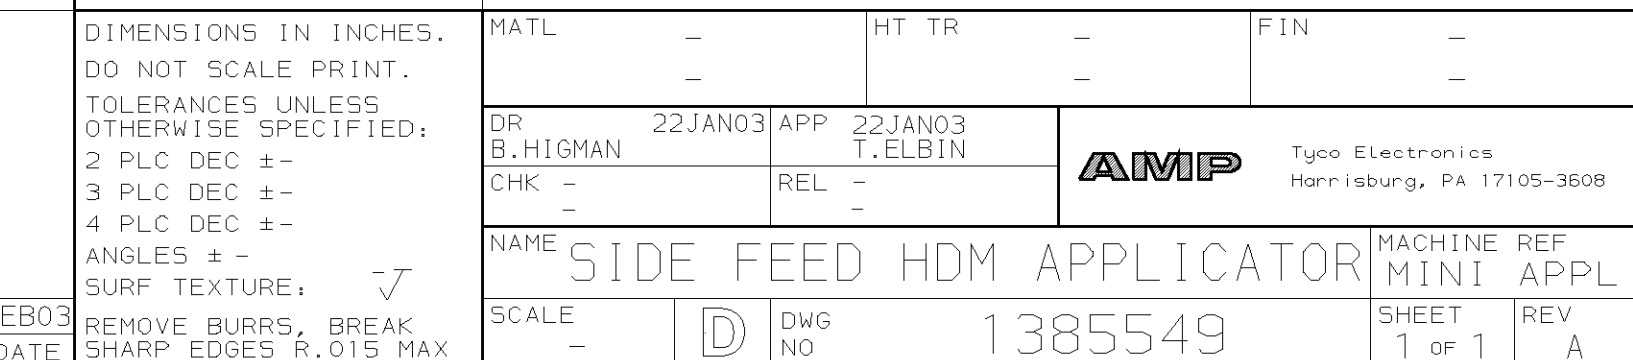 DIMENSIONS IN INCHES.
DO NOT SCALE PRINT.
TOLERANCES UNLESS
OTHERWISE SPECIFIED:
2 PLC DEC ±-
3 PLC DEC ±-
4 PLC DEC ±-
ANGLES ± -
SURF TEXTURE: -√
REMOVE BURRS, BREAK
SHARP EDGES R.015 MAX
EB03
DATE
MATL -
-
HT TR -
-
FIN -
-
DR 22JAN03
B.HIGMAN
APP 22JAN03
T.ELBIN
CHK -
-
REL -
-
AMP
Tyco Electronics
Harrisburg, PA 17105-3608
NAME SIDE FEED HDM APPLICATOR
MACHINE REF
MINI APPL
SCALE
-
D
DWG
NO
1385549
SHEET
1 OF 1
REV
A